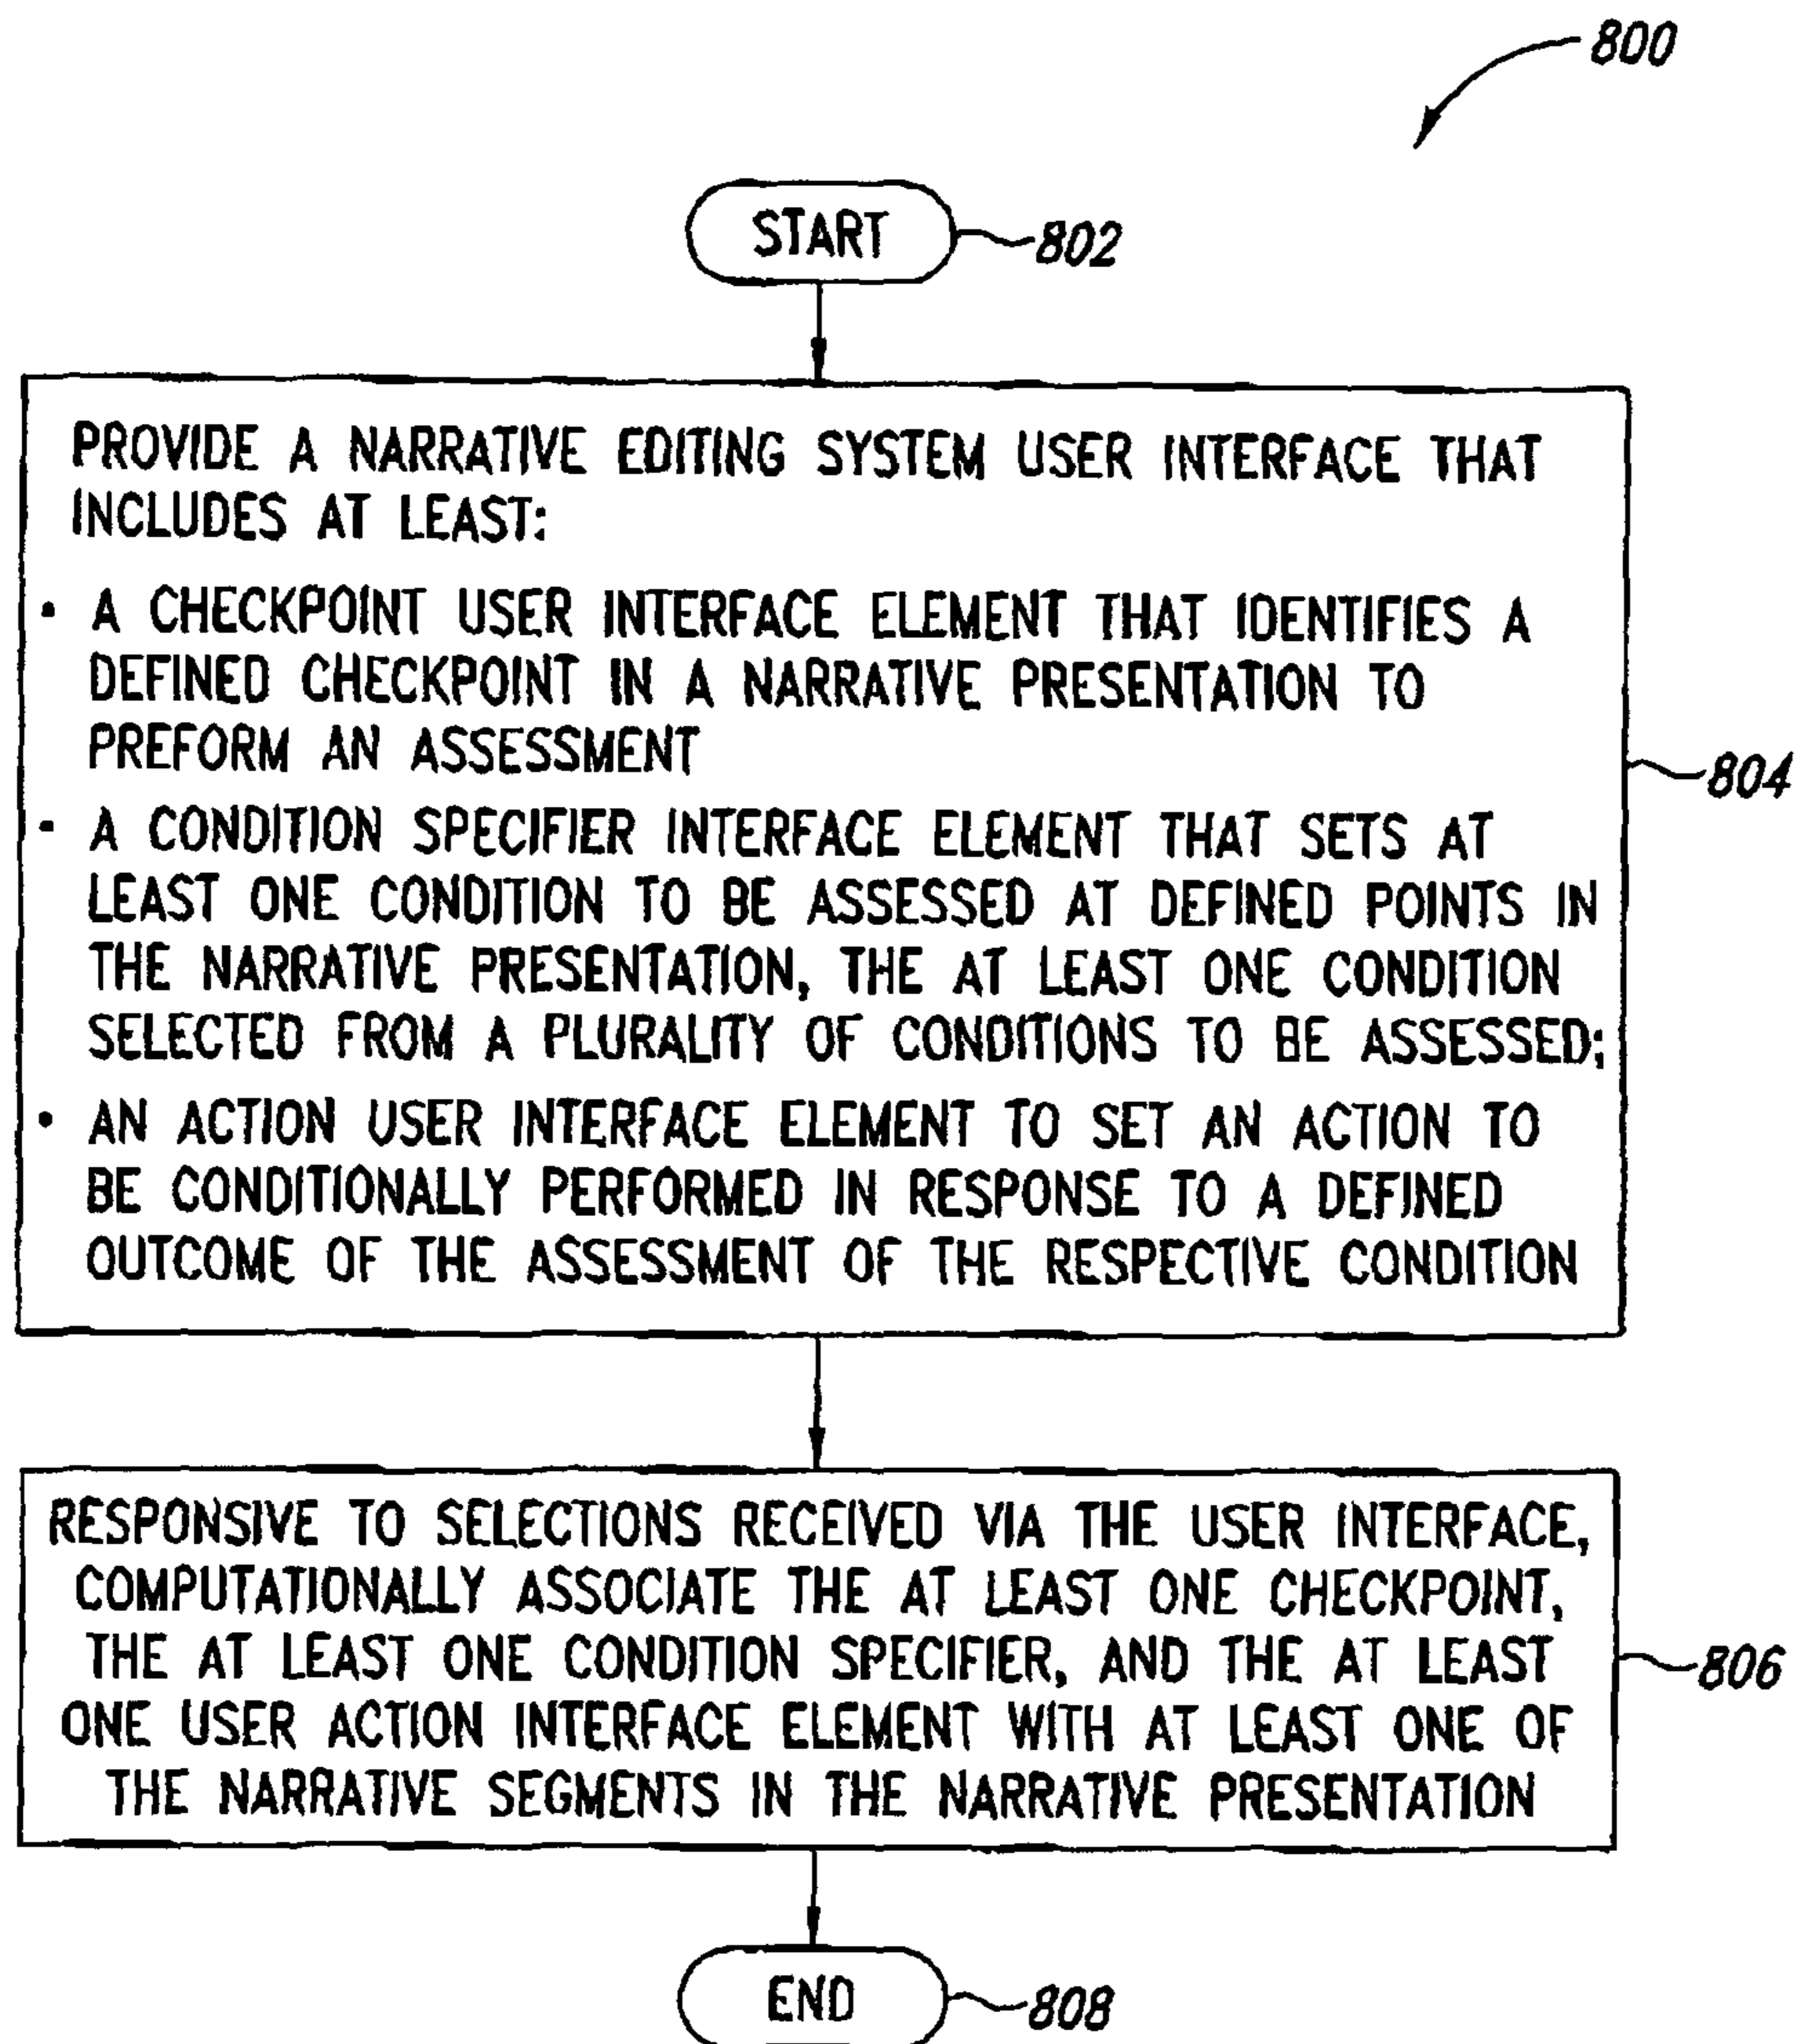 800
START
802
PROVIDE A NARRATIVE EDITING SYSTEM USER INTERFACE THAT
INCLUDES AT LEAST:
• A CHECKPOINT USER INTERFACE ELEMENT THAT IDENTIFIES A
DEFINED CHECKPOINT IN A NARRATIVE PRESENTATION TO
PREFORM AN ASSESSMENT
• A CONDITION SPECIFIER INTERFACE ELEMENT THAT SETS AT
LEAST ONE CONDITION TO BE ASSESSED AT DEFINED POINTS IN
THE NARRATIVE PRESENTATION, THE AT LEAST ONE CONDITION
SELECTED FROM A PLURALITY OF CONDITIONS TO BE ASSESSED;
• AN ACTION USER INTERFACE ELEMENT TO SET AN ACTION TO
BE CONDITIONALLY PERFORMED IN RESPONSE TO A DEFINED
OUTCOME OF THE ASSESSMENT OF THE RESPECTIVE CONDITION
804
RESPONSIVE TO SELECTIONS RECEIVED VIA THE USER INTERFACE,
COMPUTATIONALLY ASSOCIATE THE AT LEAST ONE CHECKPOINT,
THE AT LEAST ONE CONDITION SPECIFIER, AND THE AT LEAST
ONE USER ACTION INTERFACE ELEMENT WITH AT LEAST ONE OF
THE NARRATIVE SEGMENTS IN THE NARRATIVE PRESENTATION
806
END
808